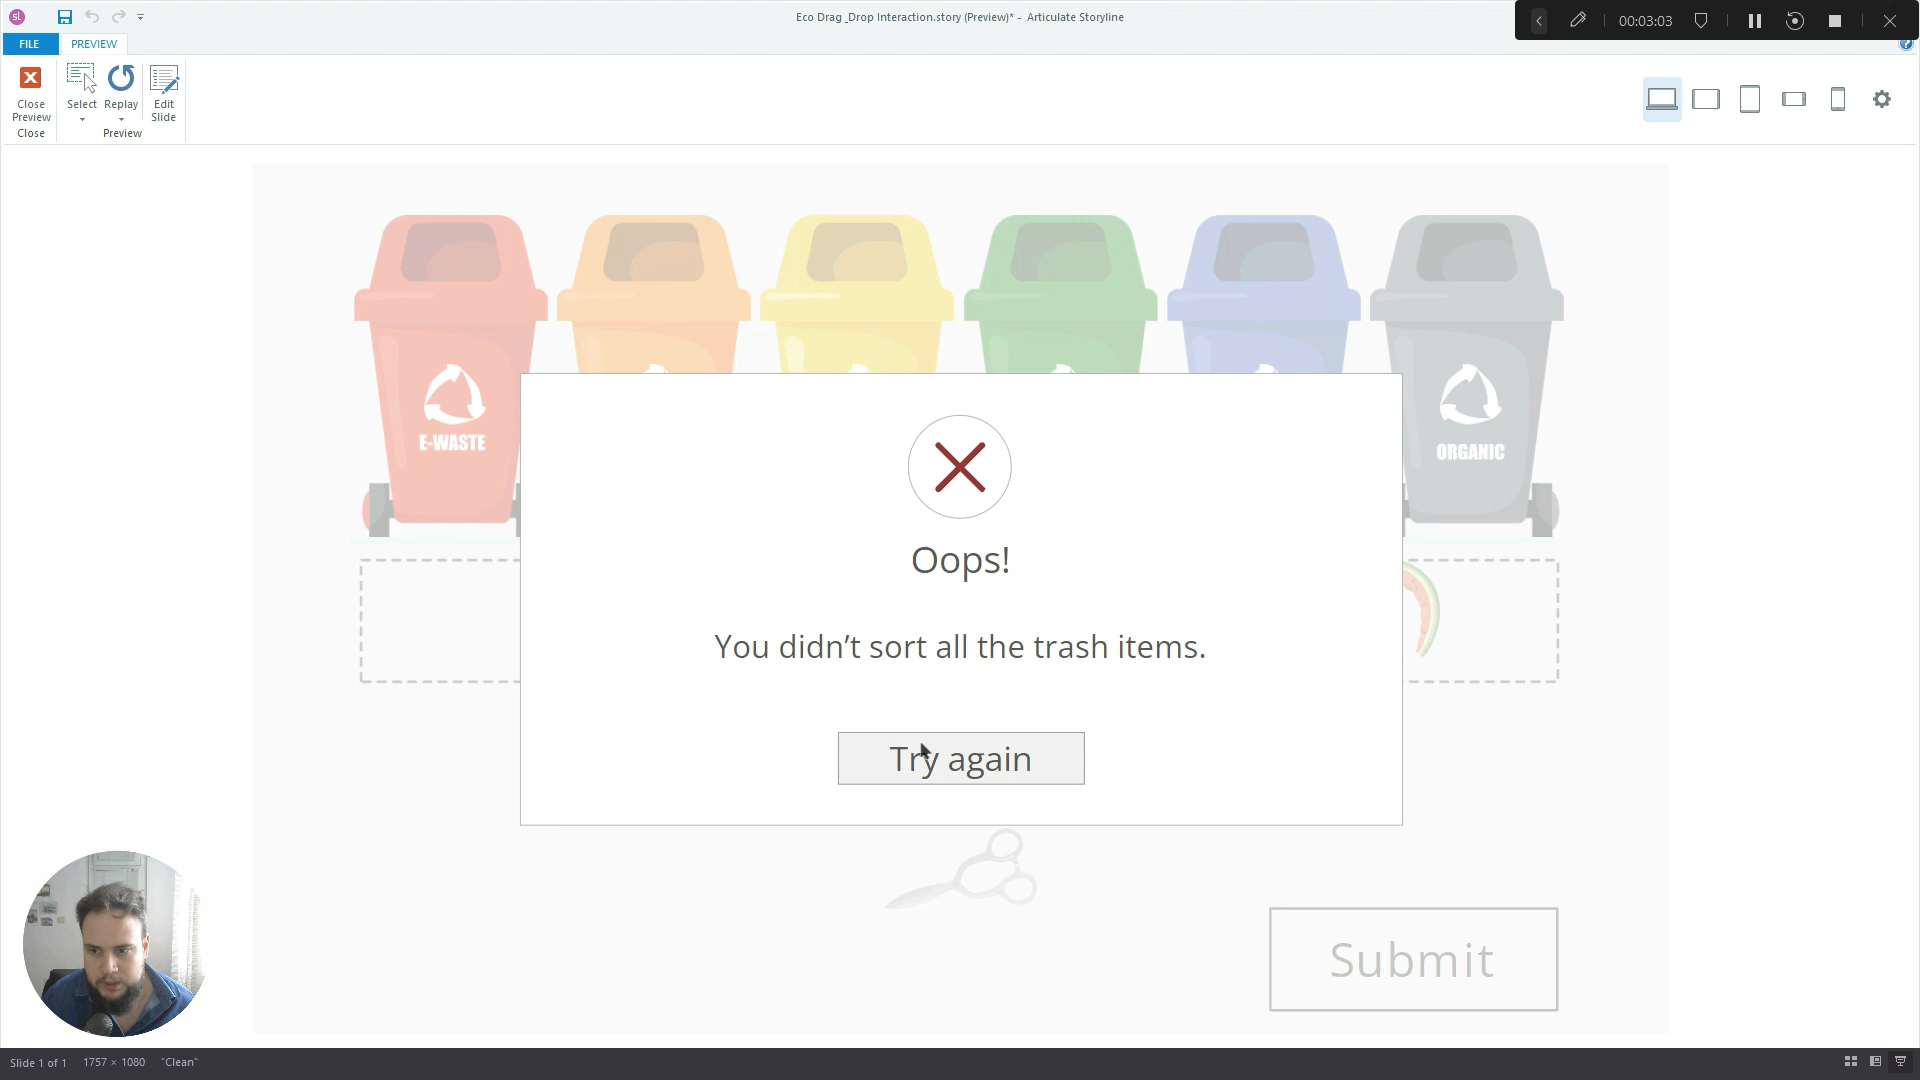 sl
Eco Drag _Drop Interaction.story (Preview)* - Articulate Storyline
00:03:03
FILE
PREVIEW
?
Close Preview
Select
Replay
Edit Slide
Close
Preview
E-WASTE
ORGANIC
Oops!
You didn't sort all the trash items.
Try again
Submit
Slide 1 of 1
1757 × 1080
"Clean"